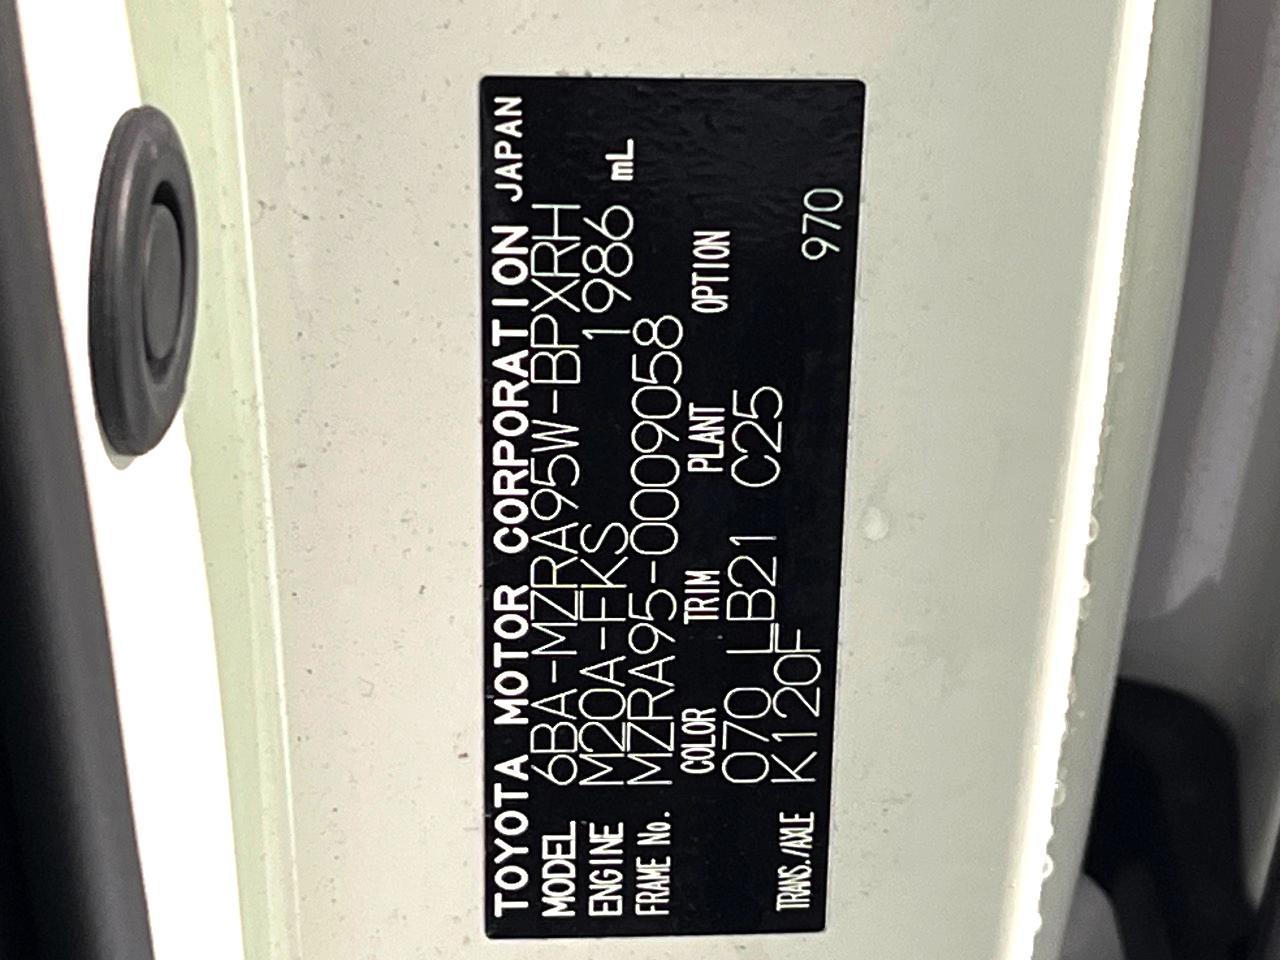 TOYOTA MOTOR CORPORATION JAPAN
MODEL 6BA-MZRA95W-BPXRH
ENGINE M20A-FKS 1986 mL
FRAME No. MZRA95-0009058
COLOR TRIM PLANT OPTION
070 LB21 C25
TRANS./AXLE K120F 970